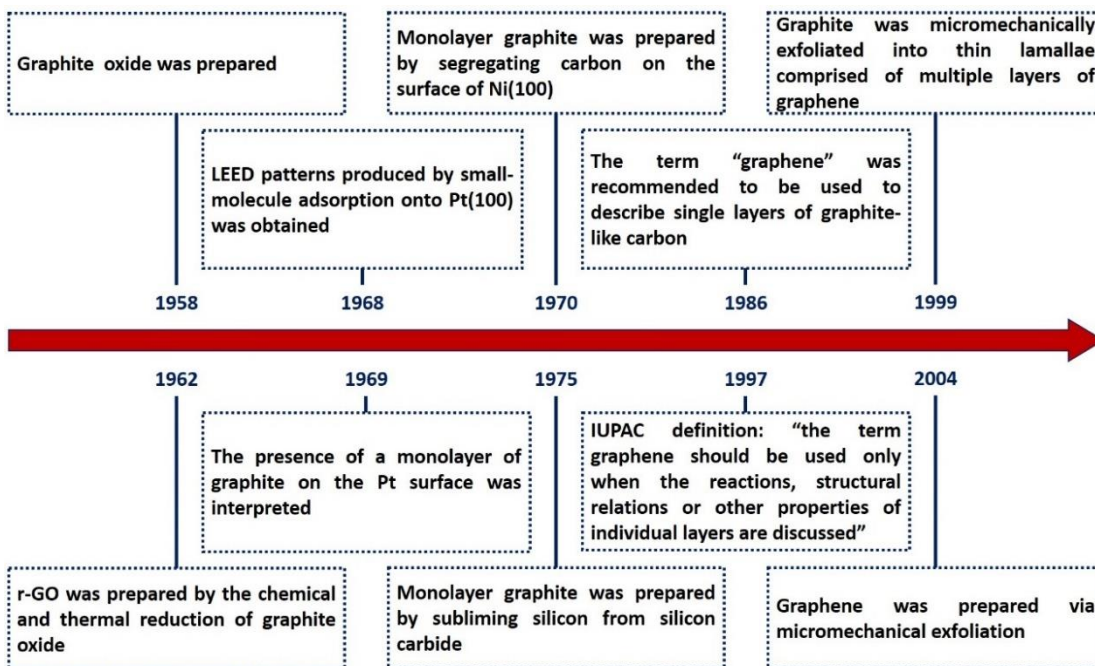 Graphite oxide was prepared
Monolayer graphite was prepared
by segregating carbon on the
surface of Ni(100)
Graphite was micromechanically
exfoliated into thin lamallae
comprised of multiple layers of
graphene
LEED patterns produced by small-
molecule adsorption onto Pt(100)
was obtained
The term “graphene” was
recommended to be used to
describe single layers of graphite-
like carbon
1958
1968
1970
1986
1999
1962
1969
1975
1997
2004
The presence of a monolayer of
graphite on the Pt surface was
interpreted
IUPAC definition: “the term
graphene should be used only
when the reactions, structural
relations or other properties of
individual layers are discussed”
r-GO was prepared by the chemical
and thermal reduction of graphite
oxide
Monolayer graphite was prepared
by subliming silicon from silicon
carbide
Graphene was prepared via
micromechanical exfoliation